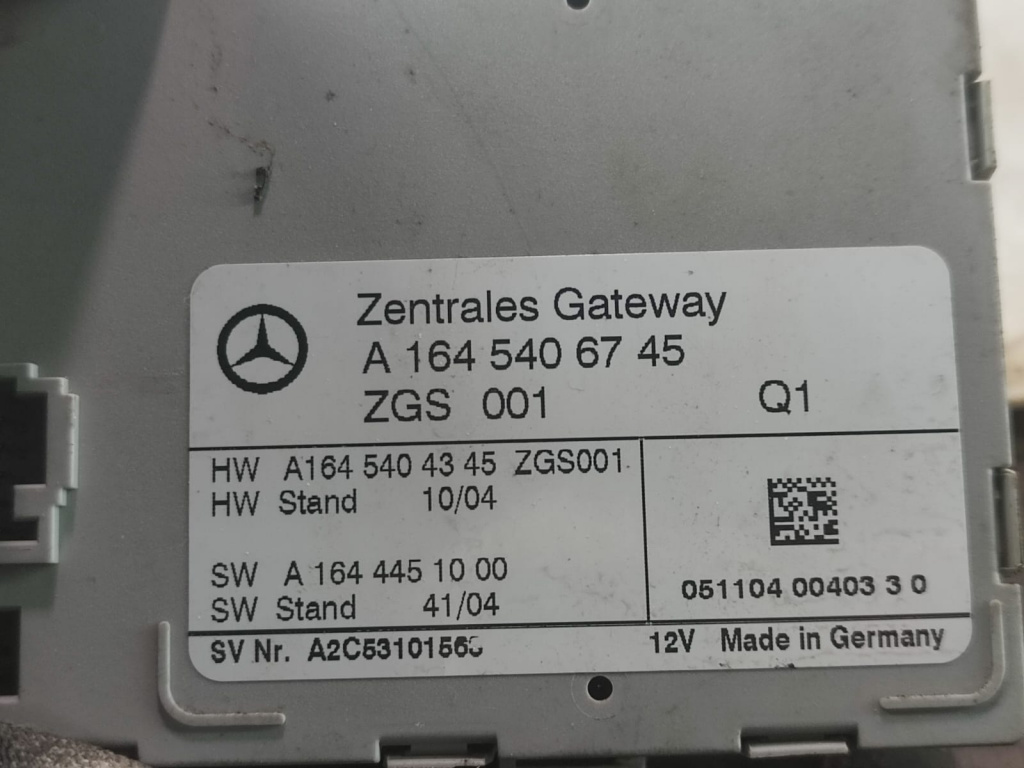 Zentrales Gateway
A 164 540 67 45
ZGS 001 Q1
HW A164 540 43 45 ZGS001
HW Stand 10/04
SW A 164 445 10 00
SW Stand 41/04
051104 00403 3 0
SV Nr. 12V Made in Germany